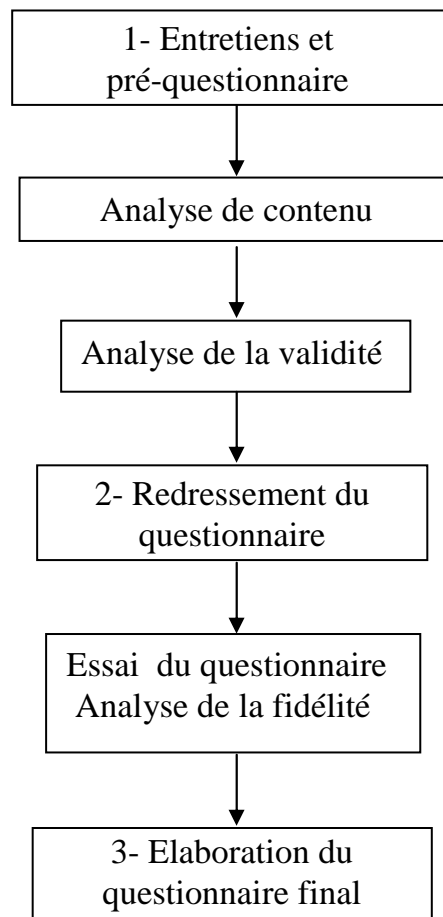 1- Entretiens et
pré-questionnaire
Analyse de contenu
Analyse de la validité
2- Redressement du
questionnaire
Essai du questionnaire
Analyse de la fidélité
3- Elaboration du
questionnaire final